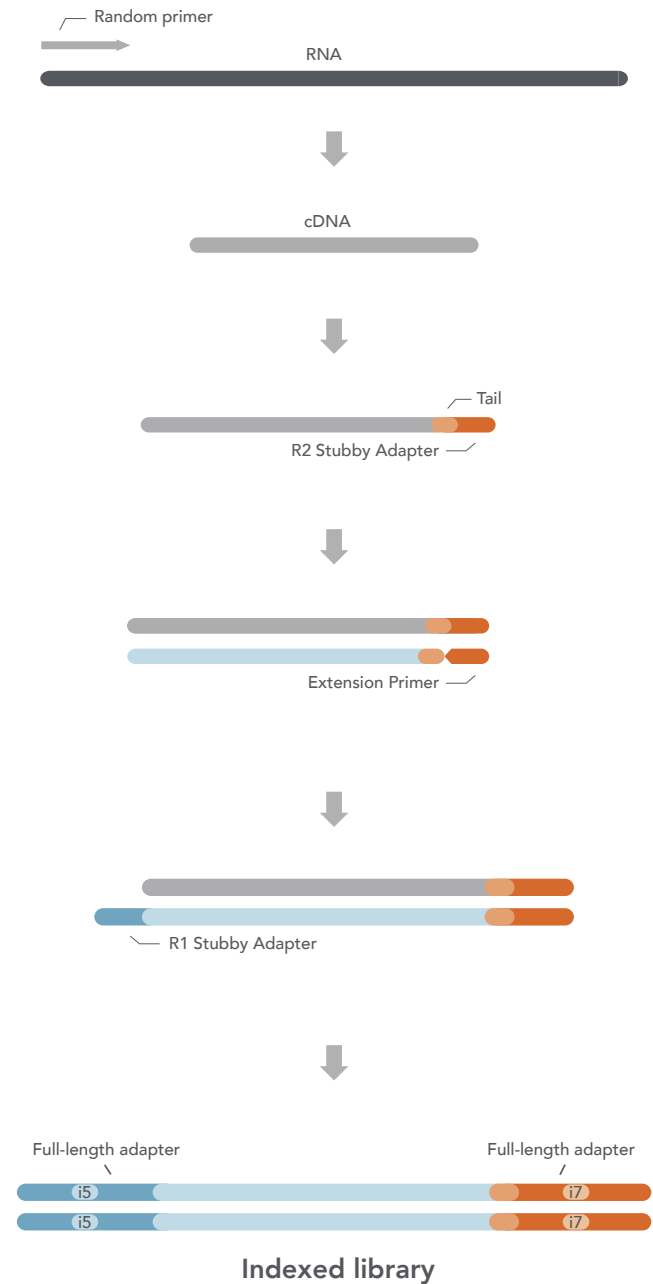 Random primer
RNA
cDNA
Tail
R2 Stubby Adapter
Extension Primer
R1 Stubby Adapter
Full-length adapter
Full-length adapter
i5
i7
i5
i7
Indexed library